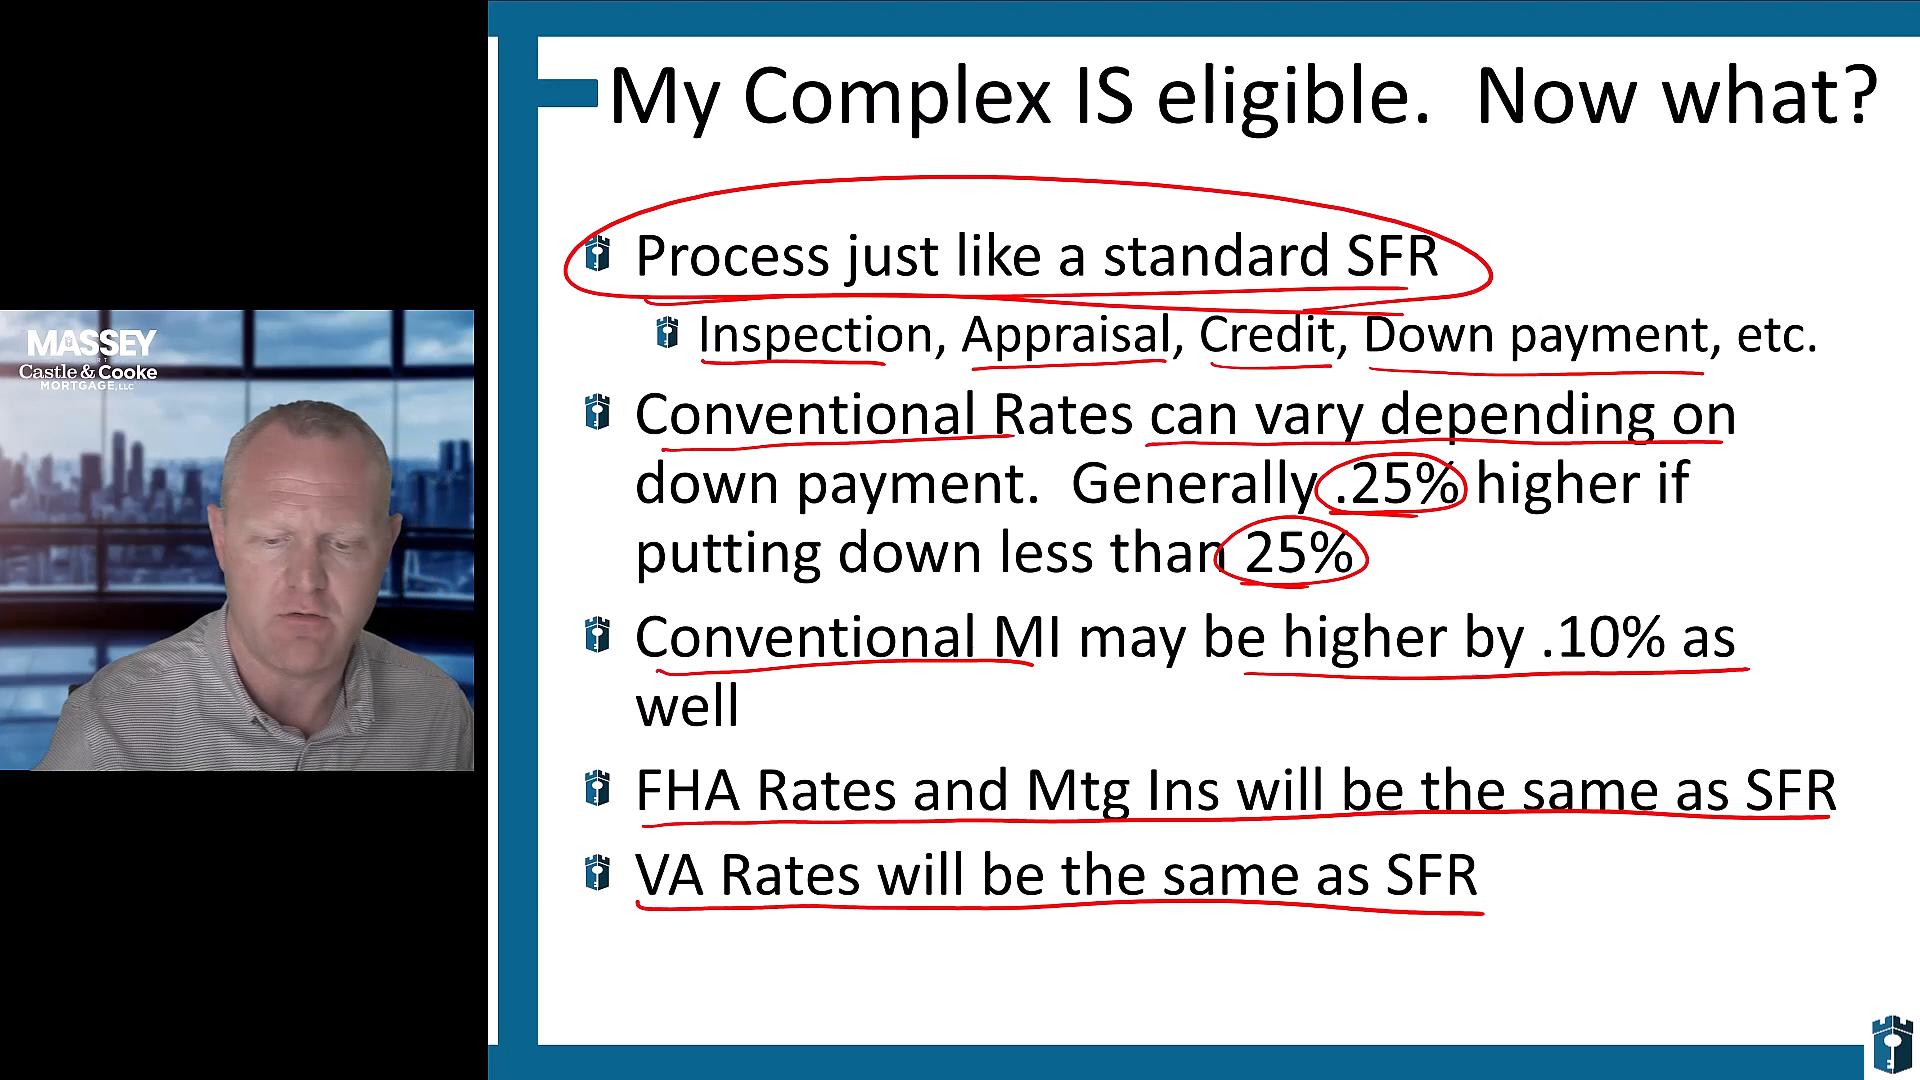 My Complex IS eligible. Now what?
Process just like a standard SFR
Inspection, Appraisal, Credit, Down payment, etc.
Conventional Rates can vary depending on
down payment. Generally .25% higher if
putting down less than 25%
Conventional MI may be higher by .10% as
well
FHA Rates and Mtg Ins will be the same as SFR
VA Rates will be the same as SFR
MASSEY
Castle & Cooke
MORTGAGE, LLC